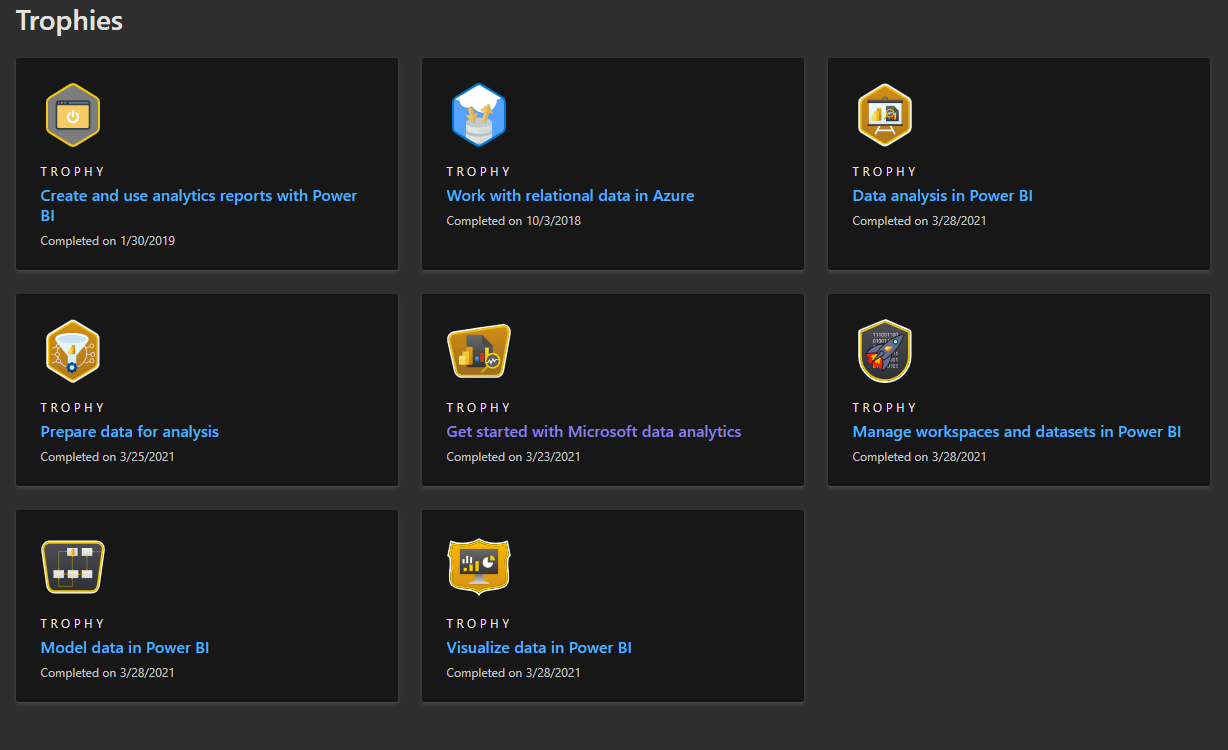 Trophies
TROPHY
Create and use analytics reports with Power
BI
Completed on 1/30/2019
TROPHY
Work with relational data in Azure
Completed on 10/3/2018
TROPHY
Data analysis in Power BI
Completed on 3/28/2021
TROPHY
Prepare data for analysis
Completed on 3/25/2021
TROPHY
Get started with Microsoft data analytics
Completed on 3/23/2021
TROPHY
Manage workspaces and datasets in Power BI
Completed on 3/28/2021
TROPHY
Model data in Power BI
Completed on 3/28/2021
TROPHY
Visualize data in Power BI
Completed on 3/28/2021